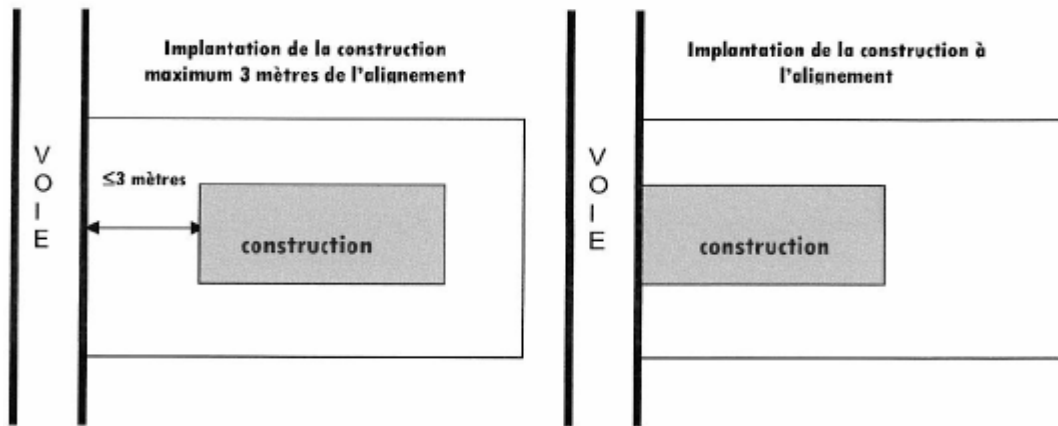 Implantation de la construction
maximum 3 mètres de l'alignement
V
O
I
E
≤3 mètres
construction
Implantation de la construction à
l'alignement
V
O
I
E
construction